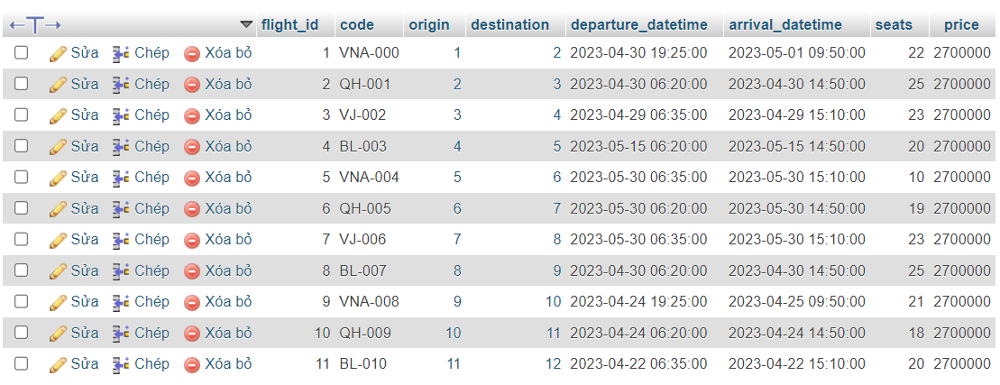 ←T→ flight_id code origin destination departure_datetime arrival_datetime seats price
Sửa Chép Xóa bỏ 1 VNA-000 1 2 2023-04-30 19:25:00 2023-05-01 09:50:00 22 2700000
Sửa Chép Xóa bỏ 2 QH-001 2 3 2023-04-30 06:20:00 2023-04-30 14:50:00 25 2700000
Sửa Chép Xóa bỏ 3 VJ-002 3 4 2023-04-29 06:35:00 2023-04-29 15:10:00 23 2700000
Sửa Chép Xóa bỏ 4 BL-003 4 5 2023-05-15 06:20:00 2023-05-15 14:50:00 20 2700000
Sửa Chép Xóa bỏ 5 VNA-004 5 6 2023-05-30 06:35:00 2023-05-30 15:10:00 10 2700000
Sửa Chép Xóa bỏ 6 QH-005 6 7 2023-05-30 06:20:00 2023-05-30 14:50:00 19 2700000
Sửa Chép Xóa bỏ 7 VJ-006 7 8 2023-05-30 06:35:00 2023-05-30 15:10:00 23 2700000
Sửa Chép Xóa bỏ 8 BL-007 8 9 2023-04-30 06:20:00 2023-04-30 14:50:00 25 2700000
Sửa Chép Xóa bỏ 9 VNA-008 9 10 2023-04-24 19:25:00 2023-04-25 09:50:00 21 2700000
Sửa Chép Xóa bỏ 10 QH-009 10 11 2023-04-24 06:20:00 2023-04-24 14:50:00 18 2700000
Sửa Chép Xóa bỏ 11 BL-010 11 12 2023-04-22 06:35:00 2023-04-22 15:10:00 20 2700000